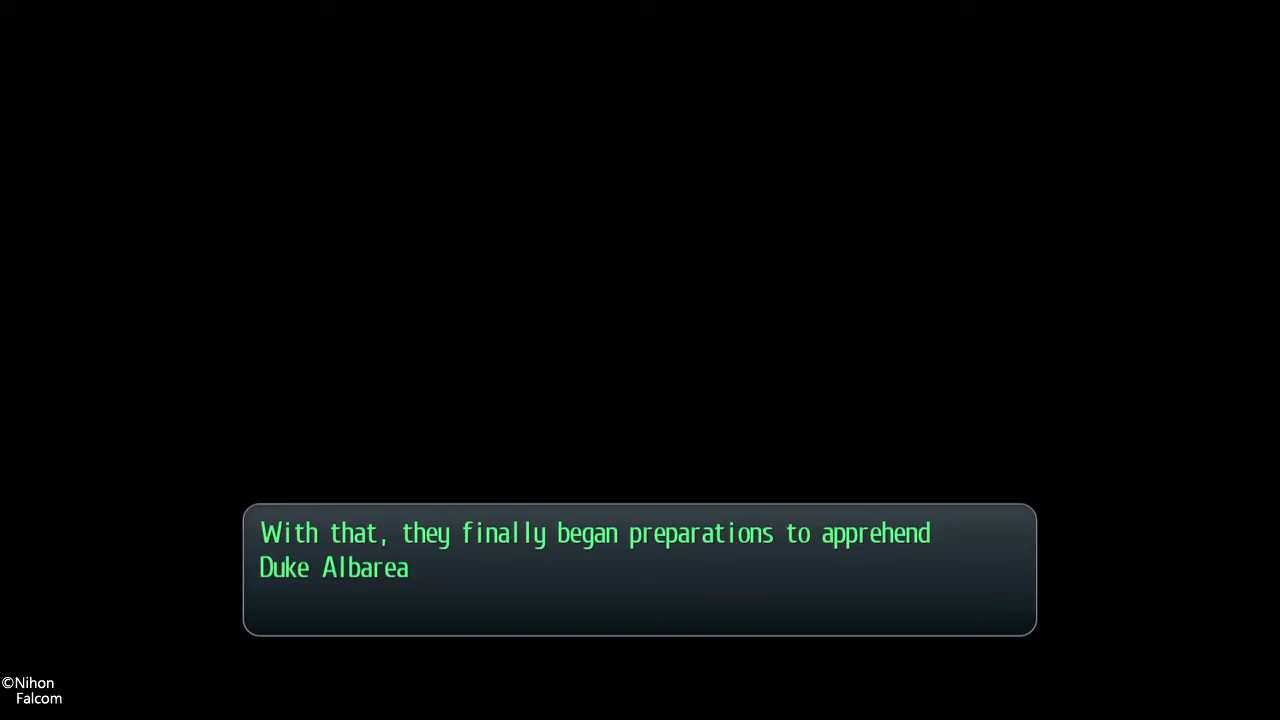 With that, they finally began preparations to apprehend
Duke Albarea
©Nihon
Falcom